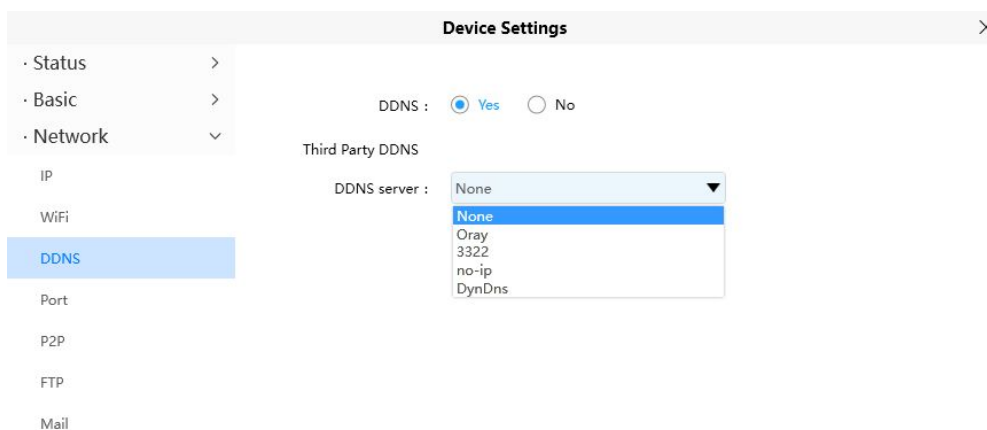 Device Settings
· Status
· Basic
· Network
IP
WiFi
DDNS
Port
P2P
FTP
Mail
DDNS : Yes No
Third Party DDNS
DDNS server : None
None
Oray
3322
no-ip
DynDns